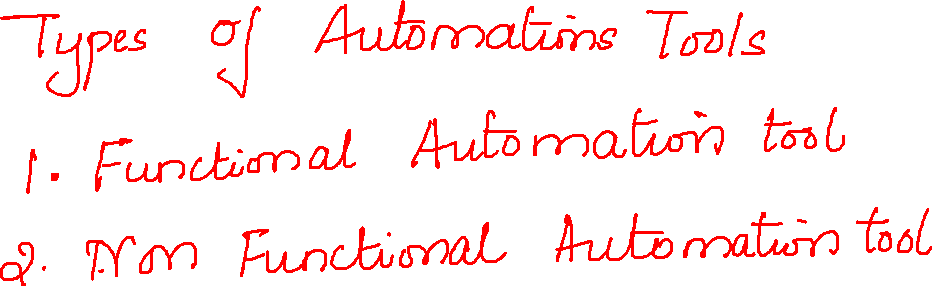 Types of Automations Tools
1. Functional Automation tool
2. Non Functional Automation tool